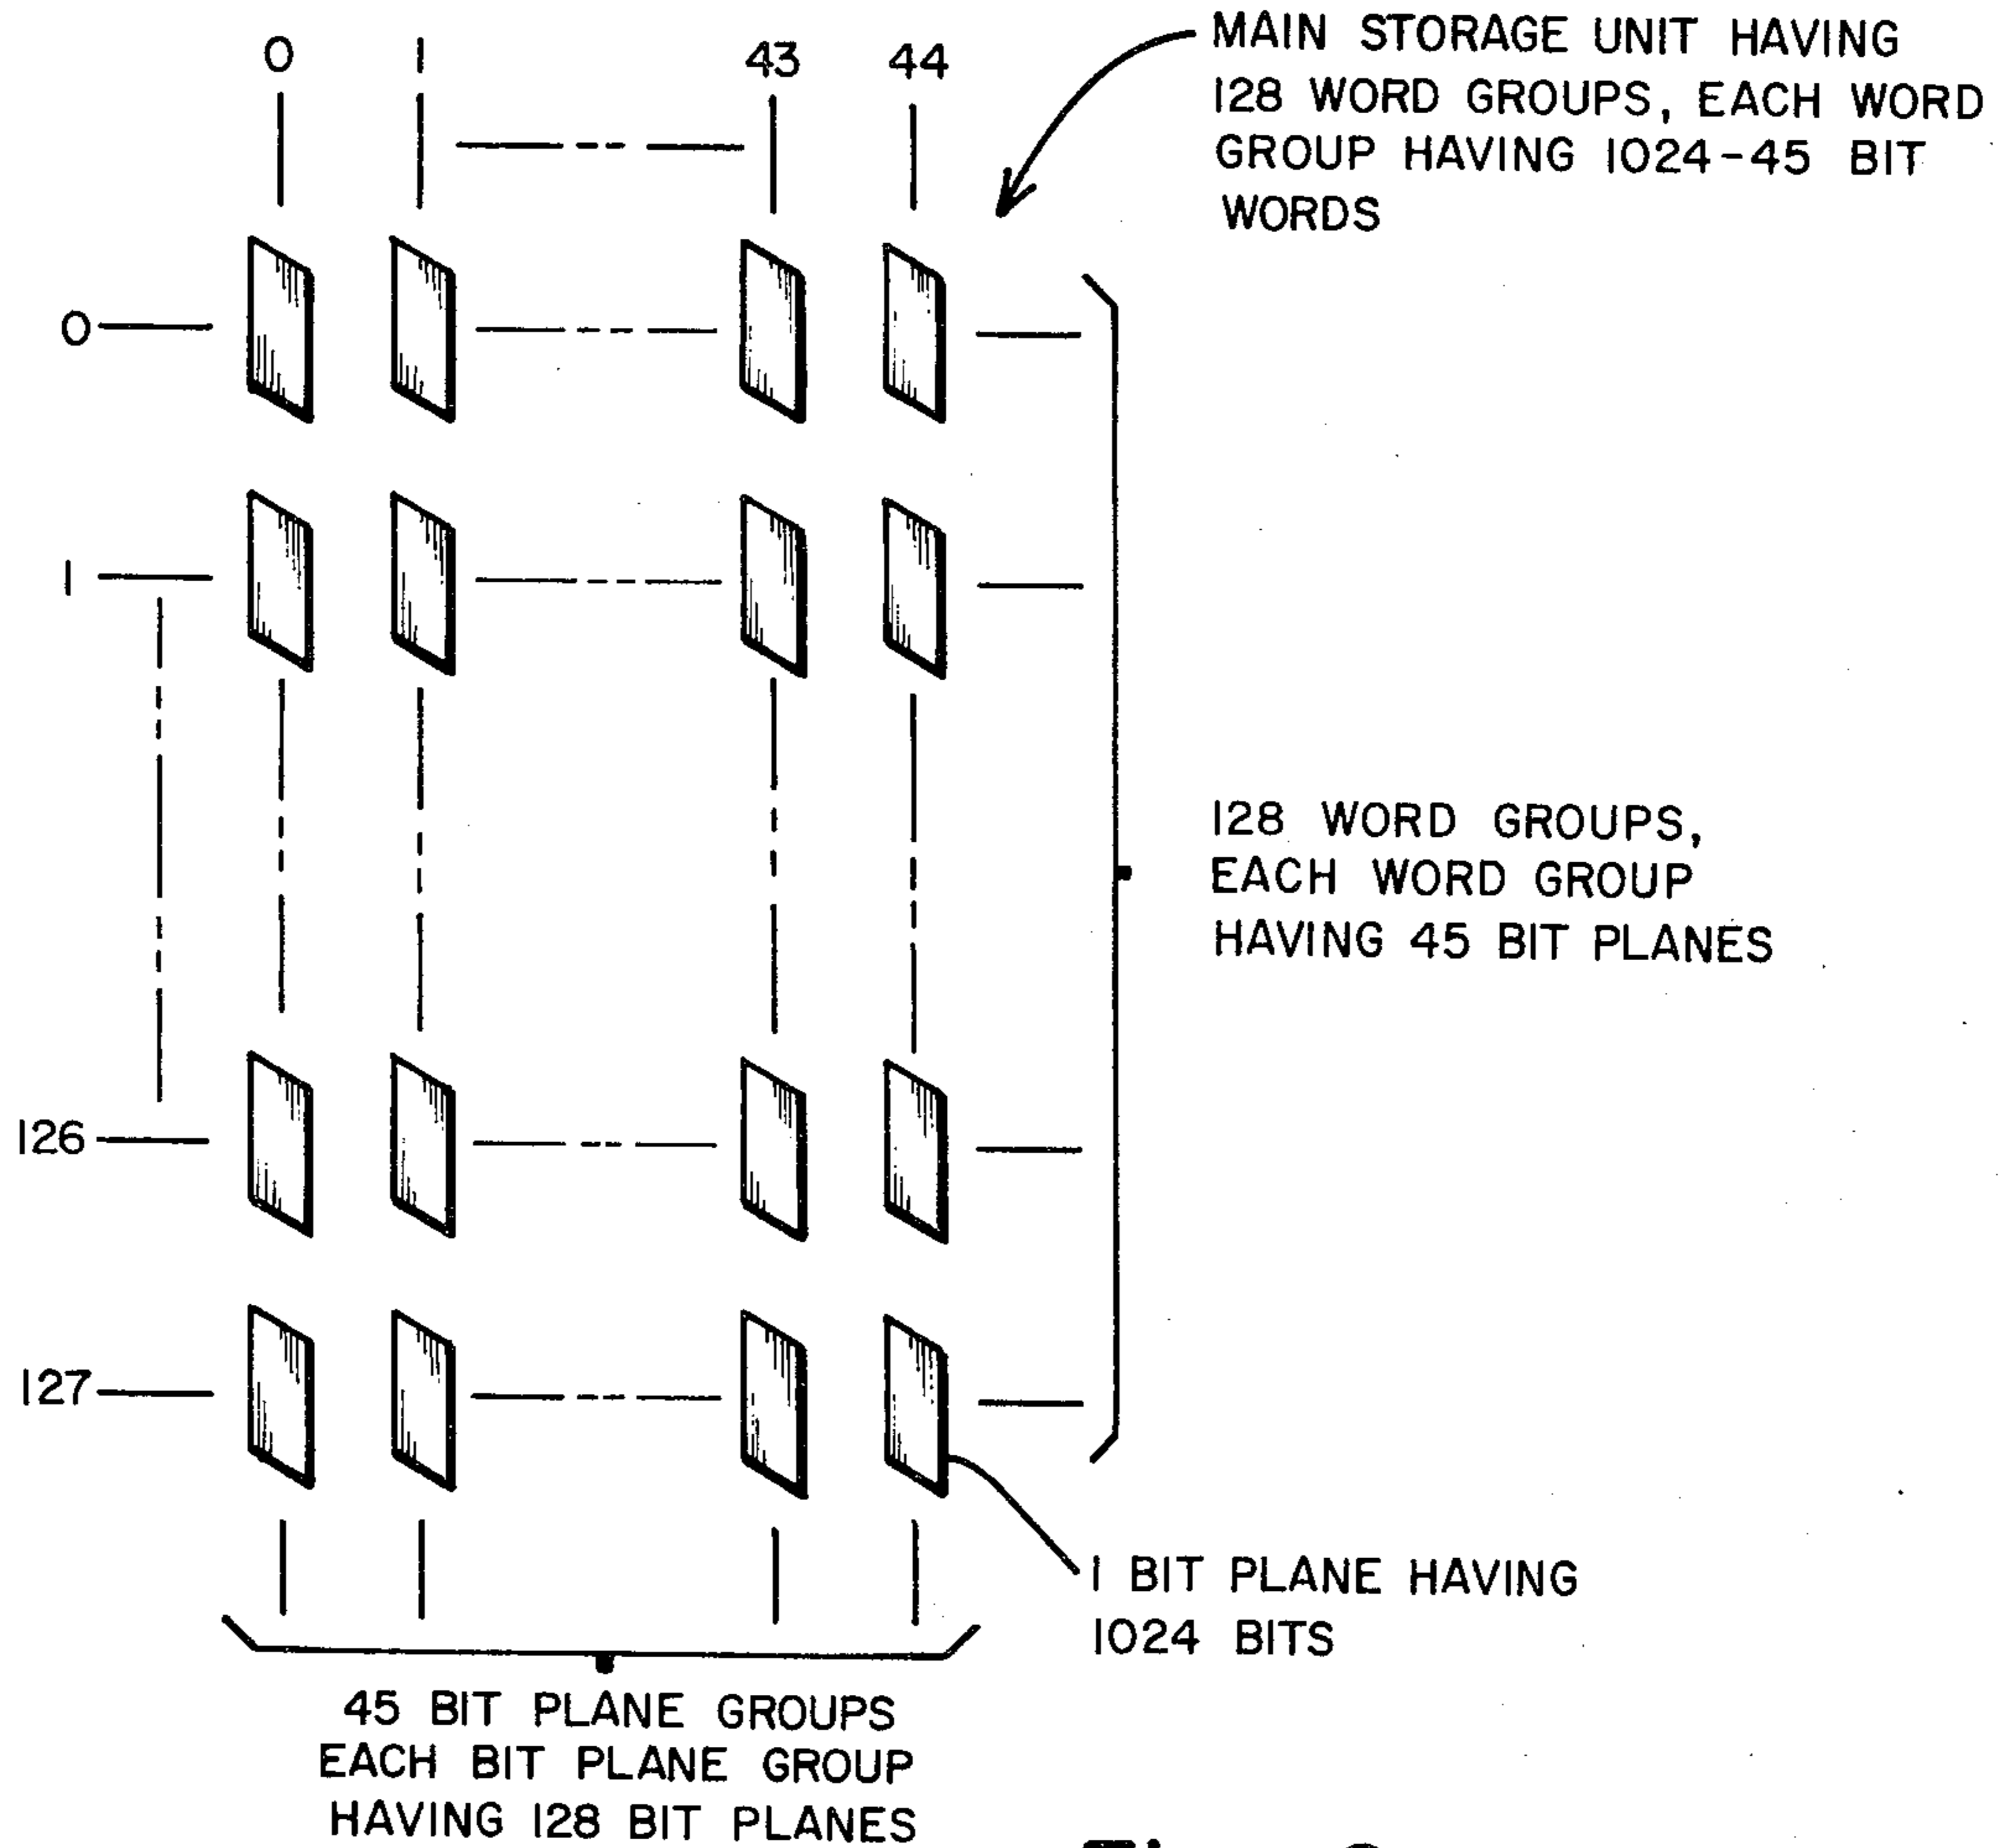 0 1 43 44
MAIN STORAGE UNIT HAVING
128 WORD GROUPS, EACH WORD
GROUP HAVING 1024-45 BIT
WORDS
0
1
128 WORD GROUPS,
EACH WORD GROUP
HAVING 45 BIT PLANES
126
127
1 BIT PLANE HAVING
1024 BITS
45 BIT PLANE GROUPS
EACH BIT PLANE GROUP
HAVING 128 BIT PLANES